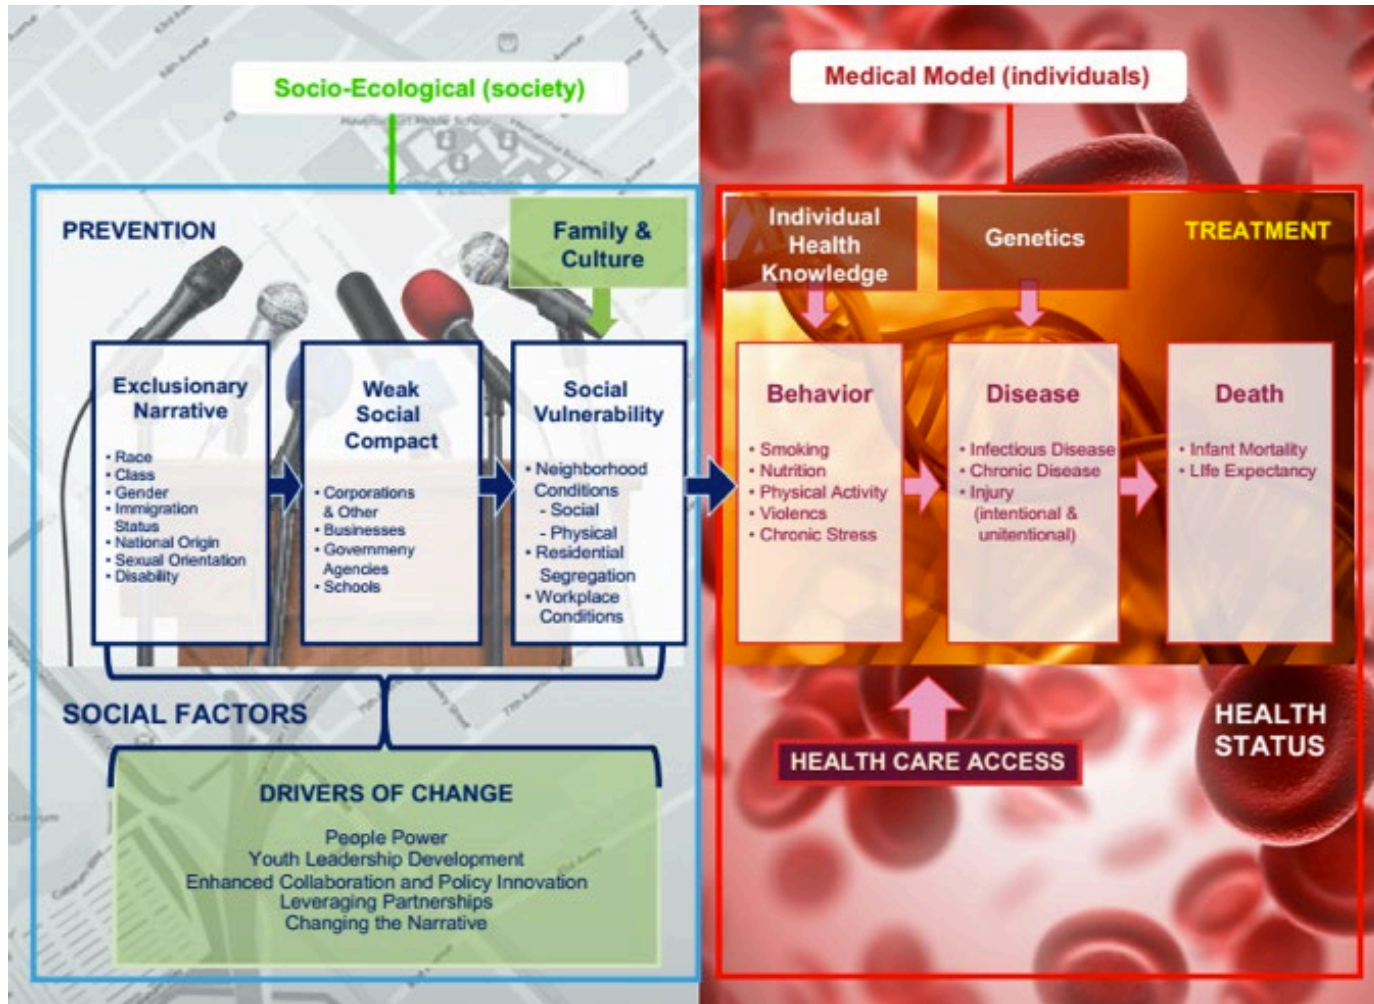 Socio-Ecological (society)
PREVENTION
Family &
Culture
Exclusionary
Narrative
• Race
• Class
• Gender
• Immigration
Status
• National Origin
• Sexual Orientation
• Disability
Weak
Social
Compact
• Corporations
& Other
• Businesses
• Governmeny
Agencies
• Schools
Social
Vulnerability
• Neighborhood
Conditions
- Social
- Physical
• Residential
Segregation
• Workplace
Conditions
SOCIAL FACTORS
DRIVERS OF CHANGE
People Power
Youth Leadership Development
Enhanced Collaboration and Policy Innovation
Leveraging Partnerships
Changing the Narrative
Medical Model (individuals)
Individual
Health
Knowledge
Genetics
TREATMENT
Behavior
• Smoking
• Nutrition
• Physical Activity
• Violencs
• Chronic Stress
Disease
• Infectious Disease
• Chronic Disease
• Injury
(intentional &
unitentional)
Death
• Infant Mortality
• LIfe Expectancy
HEALTH CARE ACCESS
HEALTH
STATUS